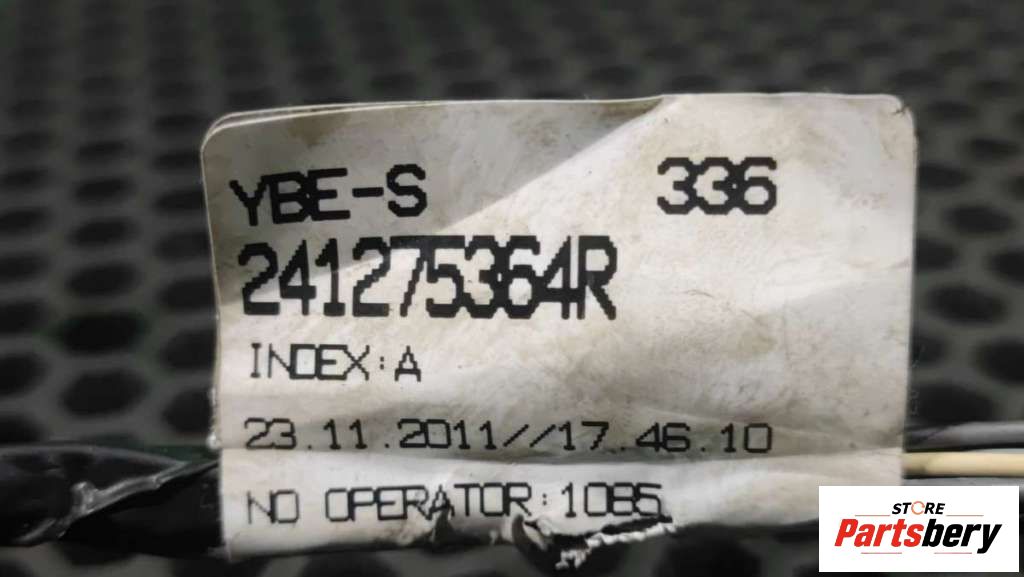 YBE-S 336
241275364R
INDEX:A
23.11.2011//17.46.10
NO OPERATOR:1085
STORE
Partsbery